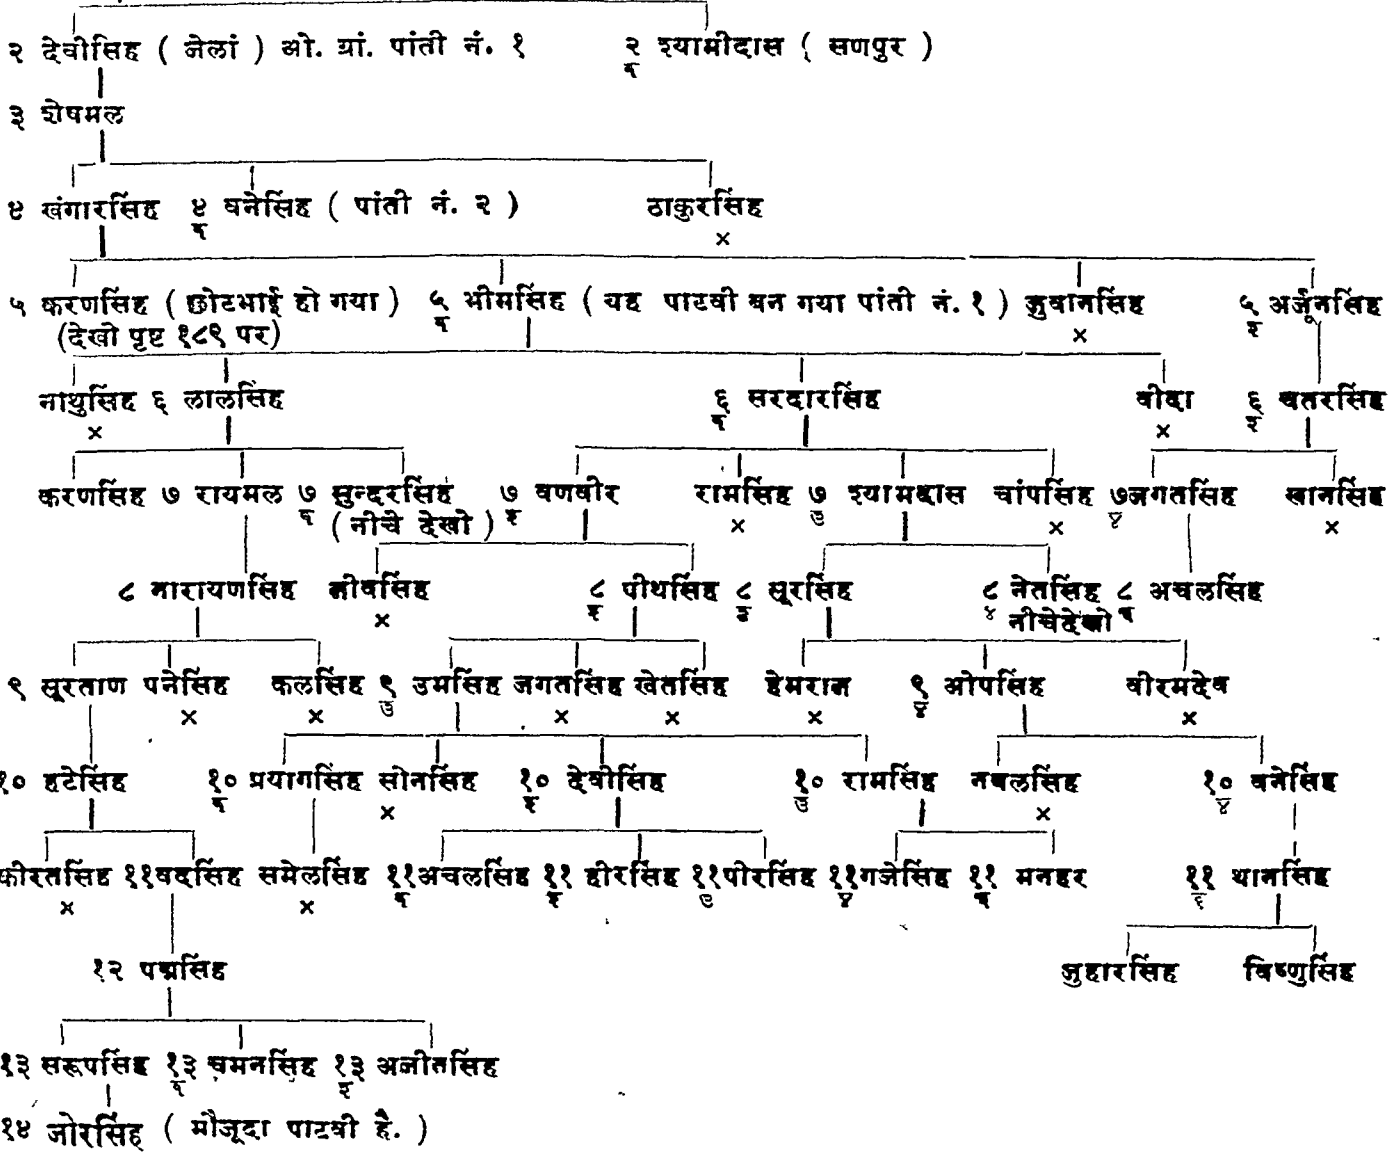 २ देवीसिंह ( जेलां ) ओ. ग्रां. पांती नं. १ २ श्यामीदास ( सणपुर )
३ शेषमल
४ खंगारसिंह ४ धनेसिंह ( पांती नं. २ ) ठाकुरसिंह
×
५ करणसिंह ( छोटभाई हो गया ) ५ भीमसिंह ( यह पाटवी बन गया पांती नं. १ ) जुवानसिंह ५ अर्जूनसिंह
(देखो पृष्ट १८९ पर) ×
नाथुसिंह ६ लालसिंह ६ सरदारसिंह वीदा ६ चतरसिंह
× ×
करणसिंह ७ रायमल ७ सुन्दरसिंह ७ वणवीर रामसिंह ७ श्यामदास चांपसिंह ७जगतसिंह खानसिंह
( नीचे देखो ) × × ×
८ नारायणसिंह नीबसिंह ८ पीथसिंह ८ सूरसिंह ८ नेतसिंह ८ अचलसिंह
× नीचेदेखो
९ सूरताण पनेसिंह कलसिंह ९ उमसिंह जगतसिंह खेतसिंह हेमराज ९ ओपसिंह वीरमदेव
× × × × × ×
१० हटेसिंह १० प्रयागसिंह सोनसिंह १० देवीसिंह १० रामसिंह नवलसिंह १० वनेसिंह
× ×
कीरतसिंह ११वदसिंह समेलसिंह ११अचलसिंह ११ हीरसिंह ११पीरसिंह ११गजेसिंह ११ मनहर ११ थानसिंह
× ×
१२ पद्मसिंह जुहारसिंह विष्णुसिंह
१३ सरूपसिंह १३ चमनसिंह १३ अजीतसिंह
१४ जोरसिंह ( मौजूदा पाटवी है. )